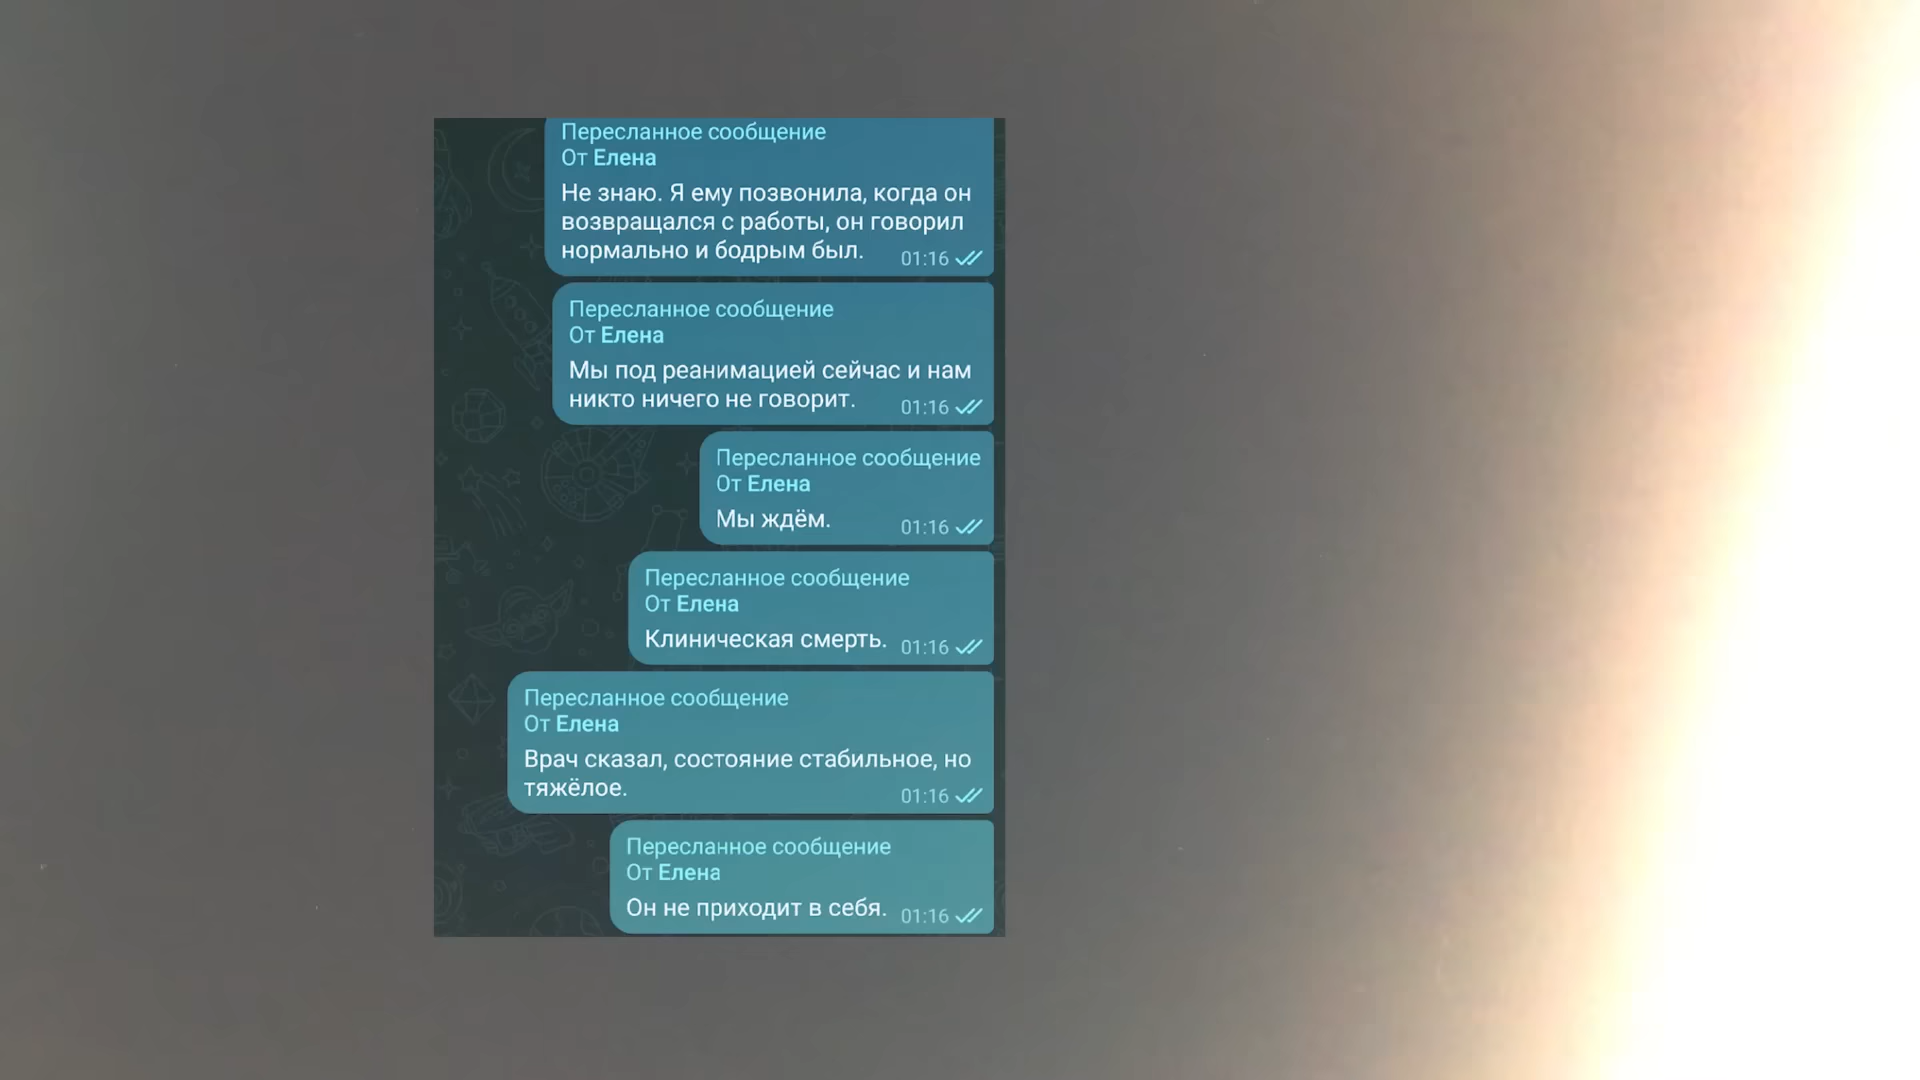 Пересланное сообщение
От Елена
Не знаю. Я ему позвонила, когда он
возвращался с работы, он говорил
нормально и бодрым был. 01:16
Пересланное сообщение
От Елена
Мы под реанимацией сейчас и нам
никто ничего не говорит. 01:16
Пересланное сообщение
От Елена
Мы ждём. 01:16
Пересланное сообщение
От Елена
Клиническая смерть. 01:16
Пересланное сообщение
От Елена
Врач сказал, состояние стабильное, но
тяжёлое. 01:16
Пересланное сообщение
От Елена
Он не приходит в себя. 01:16